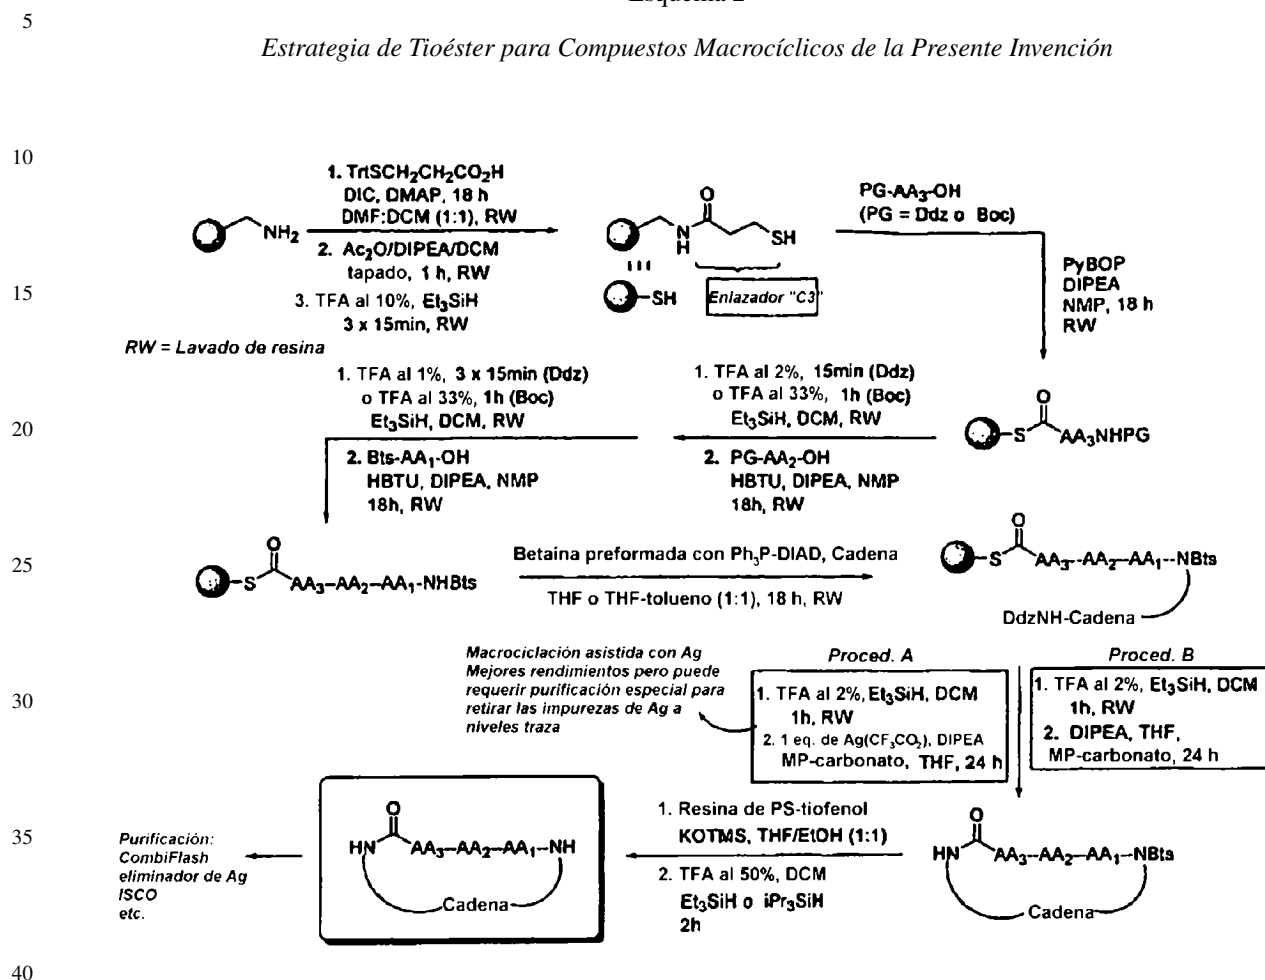 Esquema 2
5
Estrategia de Tioéster para Compuestos Macrocíclicos de la Presente Invención
10
1. TrtSCH₂CH₂CO₂H
DIC, DMAP, 18 h
DMF:DCM (1:1), RW
2. Ac₂O/DIPEA/DCM
tapado, 1 h, RW
3. TFA al 10%, Et₃SiH
3 x 15min, RW
NH₂
O
N
H
SH
SH
Enlazador "C3"
PG-AA₃-OH
(PG = Ddz o Boc)
PyBOP
DIPEA
NMP, 18 h
RW
15
RW = Lavado de resina
1. TFA al 1%, 3 x 15min (Ddz)
o TFA al 33%, 1h (Boc)
Et₃SiH, DCM, RW
2. Bts-AA₁-OH
HBTU, DIPEA, NMP
18h, RW
1. TFA al 2%, 15min (Ddz)
o TFA al 33%, 1h (Boc)
Et₃SiH, DCM, RW
2. PG-AA₂-OH
HBTU, DIPEA, NMP
18h, RW
O
S AA₃NHPG
20
25
O
S AA₃-AA₂-AA₁-NHBts
Betaina preformada con Ph₃P-DIAD, Cadena
THF o THF-tolueno (1:1), 18 h, RW
O
S AA₃-AA₂-AA₁-NBts
DdzNH-Cadena
Macrociclación asistida con Ag
Mejores rendimientos pero puede
requerir purificación especial para
retirar las impurezas de Ag a
niveles traza
30
Proced. A
1. TFA al 2%, Et₃SiH, DCM
1h, RW
2. 1 eq. de Ag(CF₃CO₂), DIPEA
MP-carbonato, THF, 24 h
Proced. B
1. TFA al 2%, Et₃SiH, DCM
1h, RW
2. DIPEA, THF,
MP-carbonato, 24 h
35
O
HN AA₃-AA₂-AA₁-NBts
Cadena
1. Resina de PS-tiofenol
KOTMS, THF/EtOH (1:1)
2. TFA al 50%, DCM
Et₃SiH o iPr₃SiH
2h
O
HN AA₃-AA₂-AA₁-NH
Cadena
Purificación:
CombiFlash
eliminador de Ag
ISCO
etc.
40